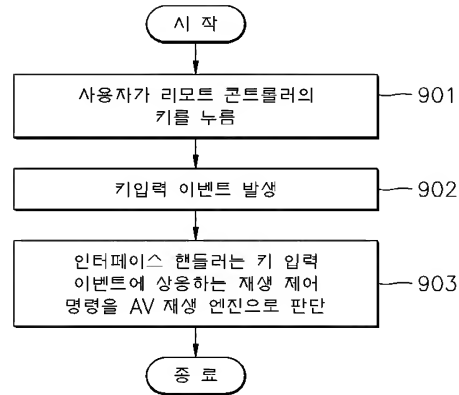 시 작
사용자가 리모트 콘트롤러의
키를 누름
901
키입력 이벤트 발생
902
인터페이스 핸들러는 키 입력
이벤트에 상응하는 재생 제어
명령을 AV 재생 엔진으로 판단
903
종 료